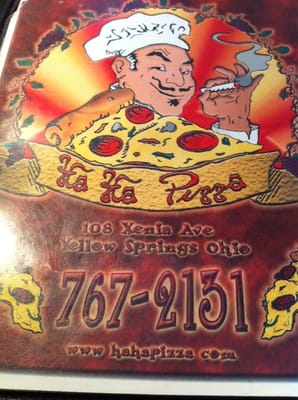 Ha Ha Pizza
108 Xenia Ave
Yellow Springs Ohio
767-2131
www hahapizza com